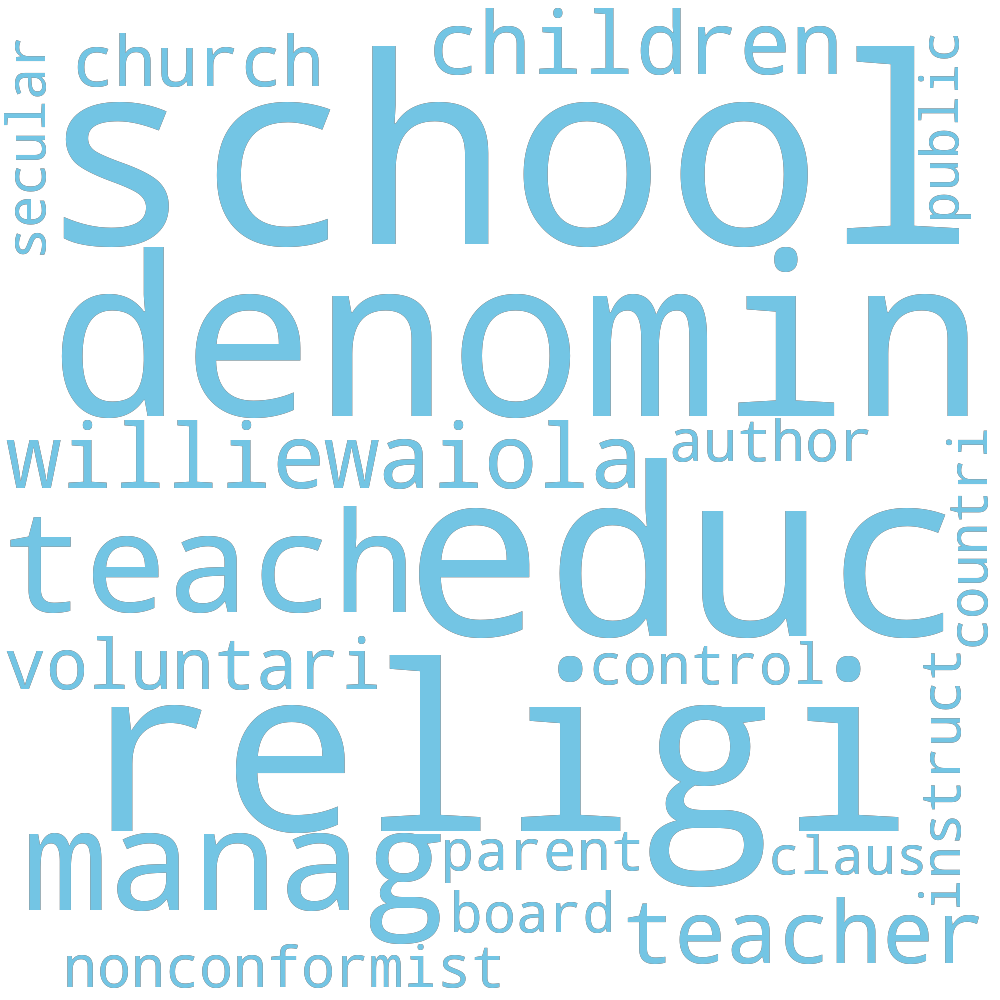 children
church
secular
public
school
denomin
williewaiola
author
countri
teach
educ
voluntari
control
religi
instruct
manag
parent
claus
board
teacher
nonconformist